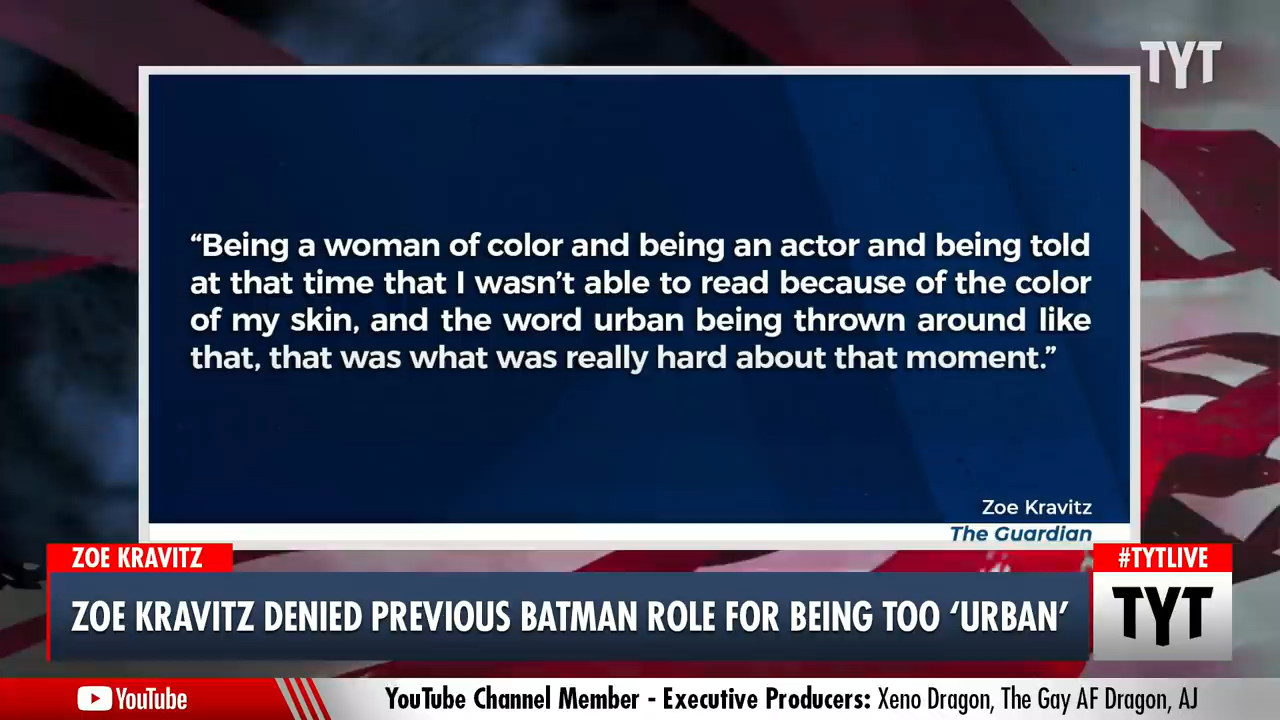 TYT
“Being a woman of color and being an actor and being told
at that time that I wasn’t able to read because of the color
of my skin, and the word urban being thrown around like
that, that was what was really hard about that moment.”
Zoe Kravitz
The Guardian
ZOE KRAVITZ
#TYTLIVE
ZOE KRAVITZ DENIED PREVIOUS BATMAN ROLE FOR BEING TOO ‘URBAN’
TYT
YouTube
YouTube Channel Member - Executive Producers: Xeno Dragon, The Gay AF Dragon, AJ